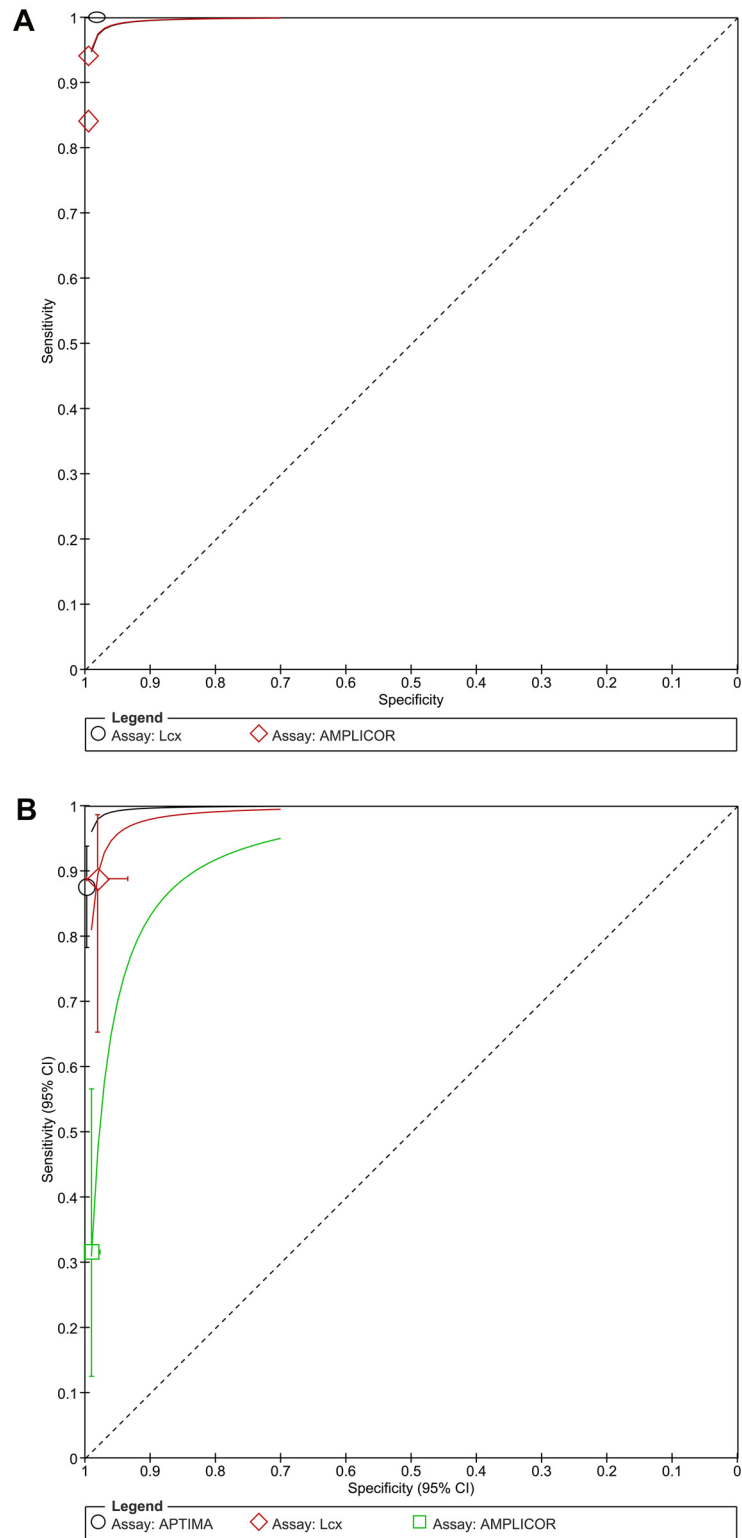 A
1
0.9
0.8
0.7
0.6
0.5
0.4
0.3
0.2
0.1
0
Sensitivity
1 0.9 0.8 0.7 0.6 0.5 0.4 0.3 0.2 0.1 0
Specificity
Legend
Assay: Lcx Assay: AMPLICOR
B
1
0.9
0.8
0.7
0.6
0.5
0.4
0.3
0.2
0.1
0
Sensitivity (95% CI)
1 0.9 0.8 0.7 0.6 0.5 0.4 0.3 0.2 0.1 0
Specificity (95% CI)
Legend
Assay: APTIMA Assay: Lcx Assay: AMPLICOR